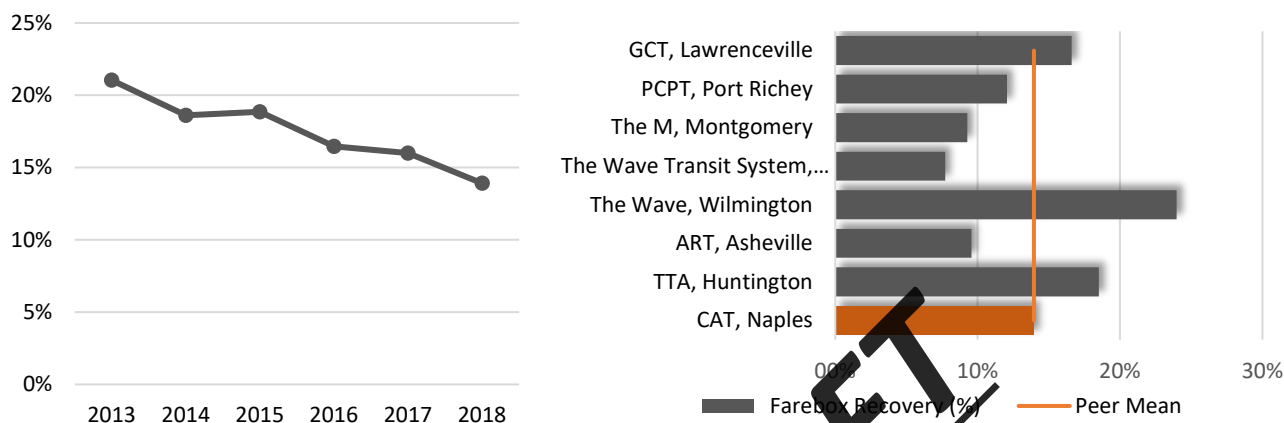 25%
20%
15%
10%
5%
0%
2013 2014 2015 2016 2017 2018
GCT, Lawrenceville
PCPT, Port Richey
The M, Montgomery
The Wave Transit System,...
The Wave, Wilmington
ART, Asheville
TTA, Huntington
CAT, Naples
00% 10% 20% 30%
Farebox Recovery (%) Peer Mean